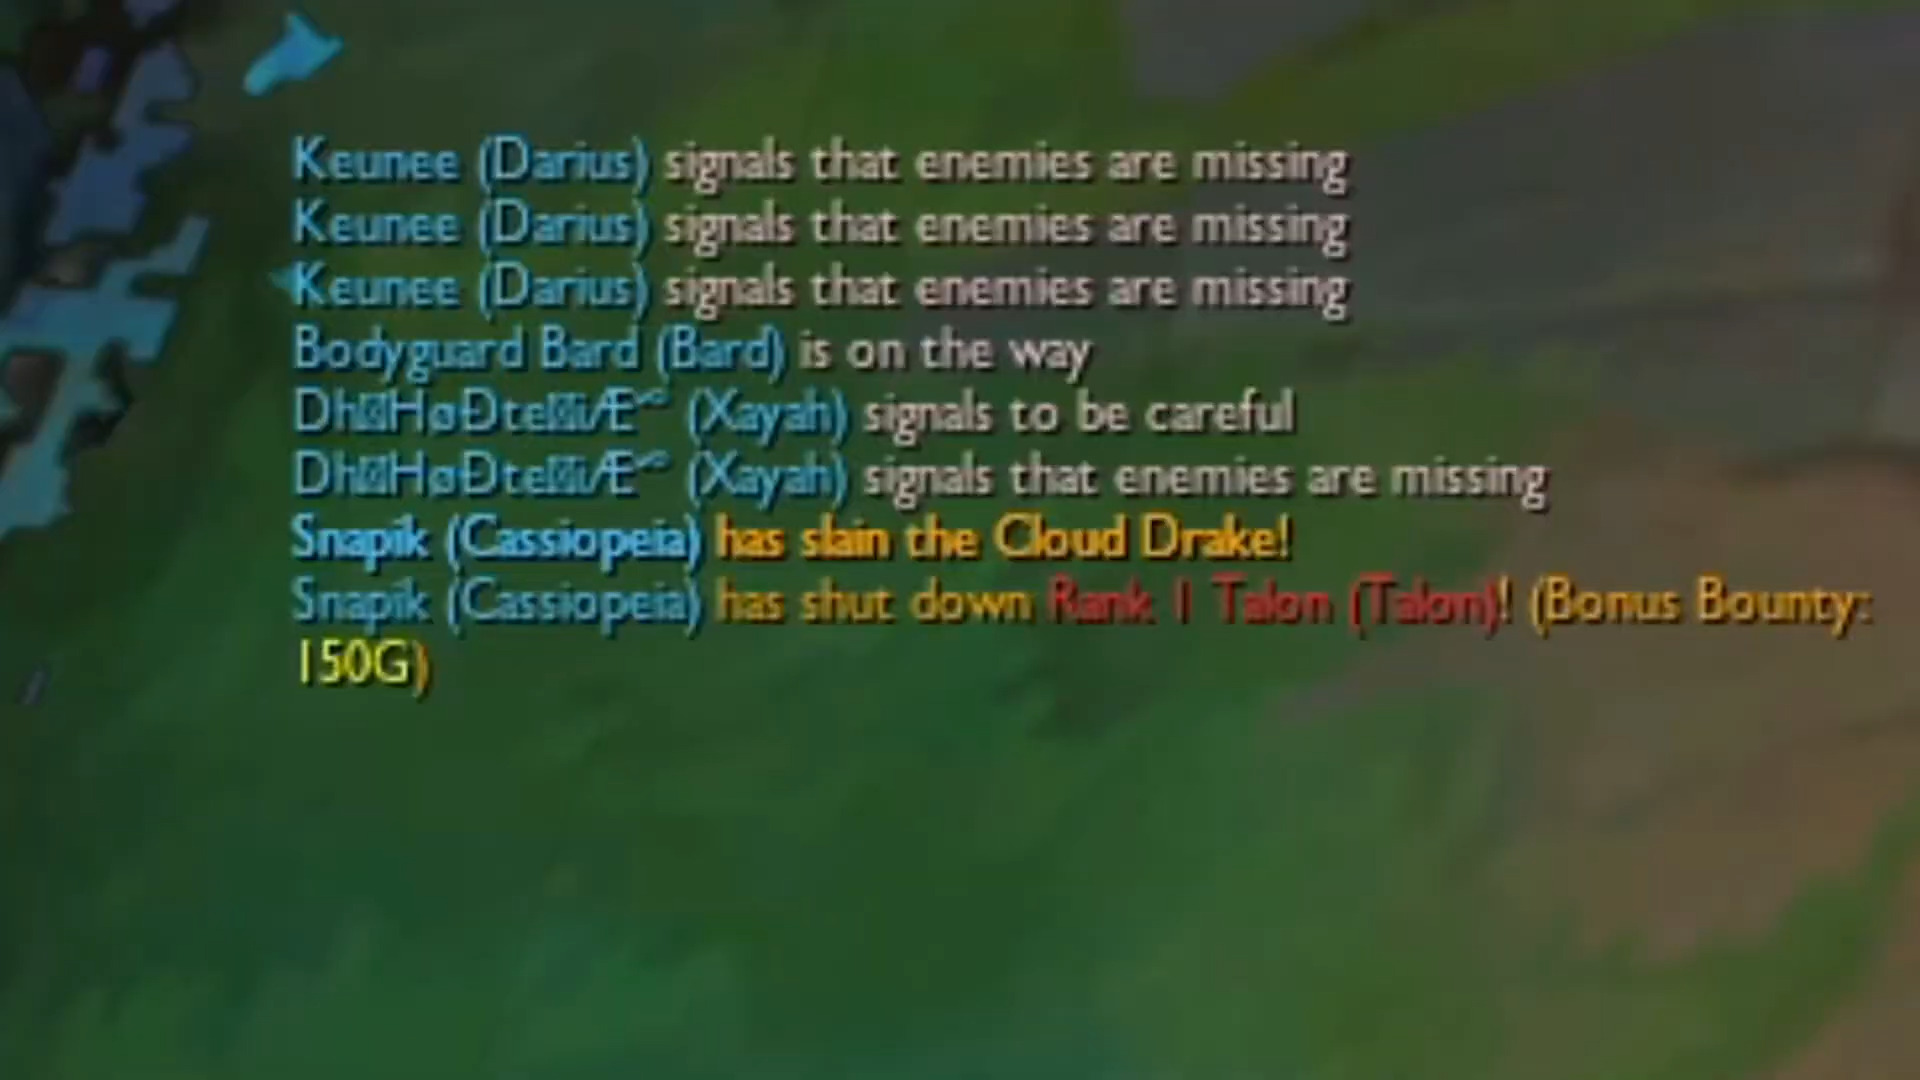 Keunee (Darius) signals that enemies are missing
Keunee (Darius) signals that enemies are missing
Keunee (Darius) signals that enemies are missing
Bodyguard Bard (Bard) is on the way
(Xayah) signals to be careful
(Xayah) signals that enemies are missing
Snapik (Cassiopeia) has slain the Cloud Drake!
Snapik (Cassiopeia) has shut down Rank 1 Talon (Talon)! (Bonus Bounty:
150G)